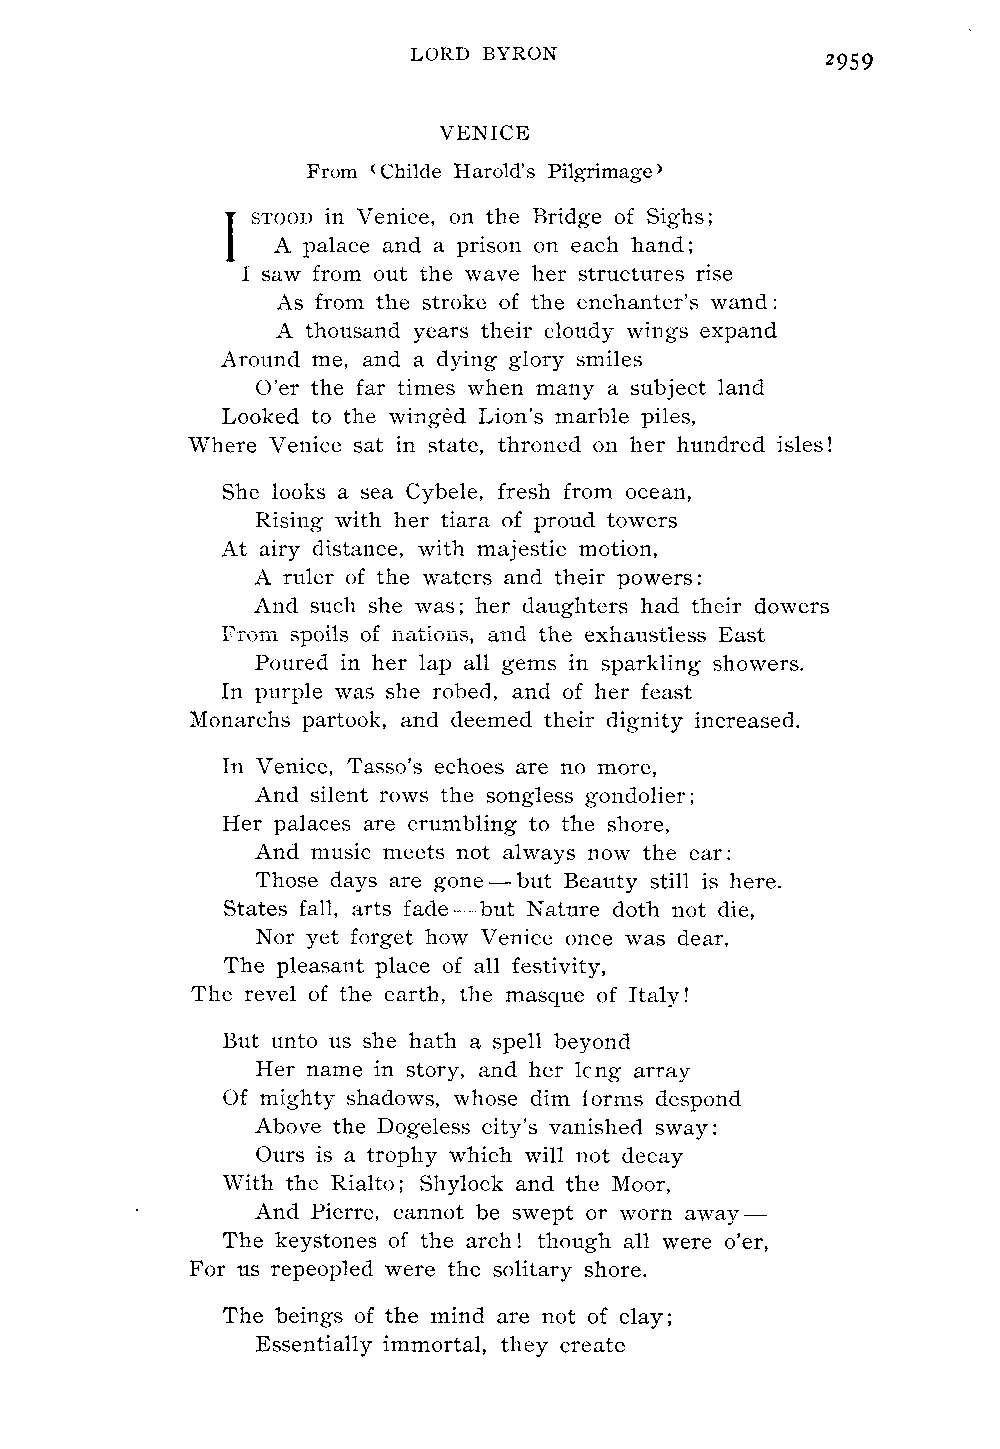 LORD BYRON
2959
VENICE
From ‹Childe Harold's Pilgrimage›
I STOOD in Venice, on the Bridge of Sighs;
A palace and a prison on each hand;
I saw from out the wave her structures rise
As from the stroke of the enchanter's wand:
A thousand years their cloudy wings expand
Around me, and a dying glory smiles
O'er the far times when many a subject land
Looked to the wingèd Lion's marble piles,
Where Venice sat in state, throned on her hundred isles!
She looks a sea Cybele, fresh from ocean,
Rising with her tiara of proud towers
At airy distance, with majestic motion,
A ruler of the waters and their powers:
And such she was; her daughters had their dowers
From spoils of nations, and the exhaustless East
Poured in her lap all gems in sparkling showers.
In purple was she robed, and of her feast
Monarchs partook, and deemed their dignity increased.
In Venice, Tasso's echoes are no more,
And silent rows the songless gondolier;
Her palaces are crumbling to the shore,
And music meets not always now the ear:
Those days are gone — but Beauty still is here.
States fall, arts fade — but Nature doth not die,
Nor yet forget how Venice once was dear,
The pleasant place of all festivity,
The revel of the earth, the masque of Italy!
But unto us she hath a spell beyond
Her name in story, and her long array
Of mighty shadows, whose dim forms despond
Above the Dogeless city's vanished sway:
Ours is a trophy which will not decay
With the Rialto; Shylock and the Moor,
And Pierre, cannot be swept or worn away —
The keystones of the arch! though all were o'er,
For us repeopled were the solitary shore.
The beings of the mind are not of clay;
Essentially immortal, they create